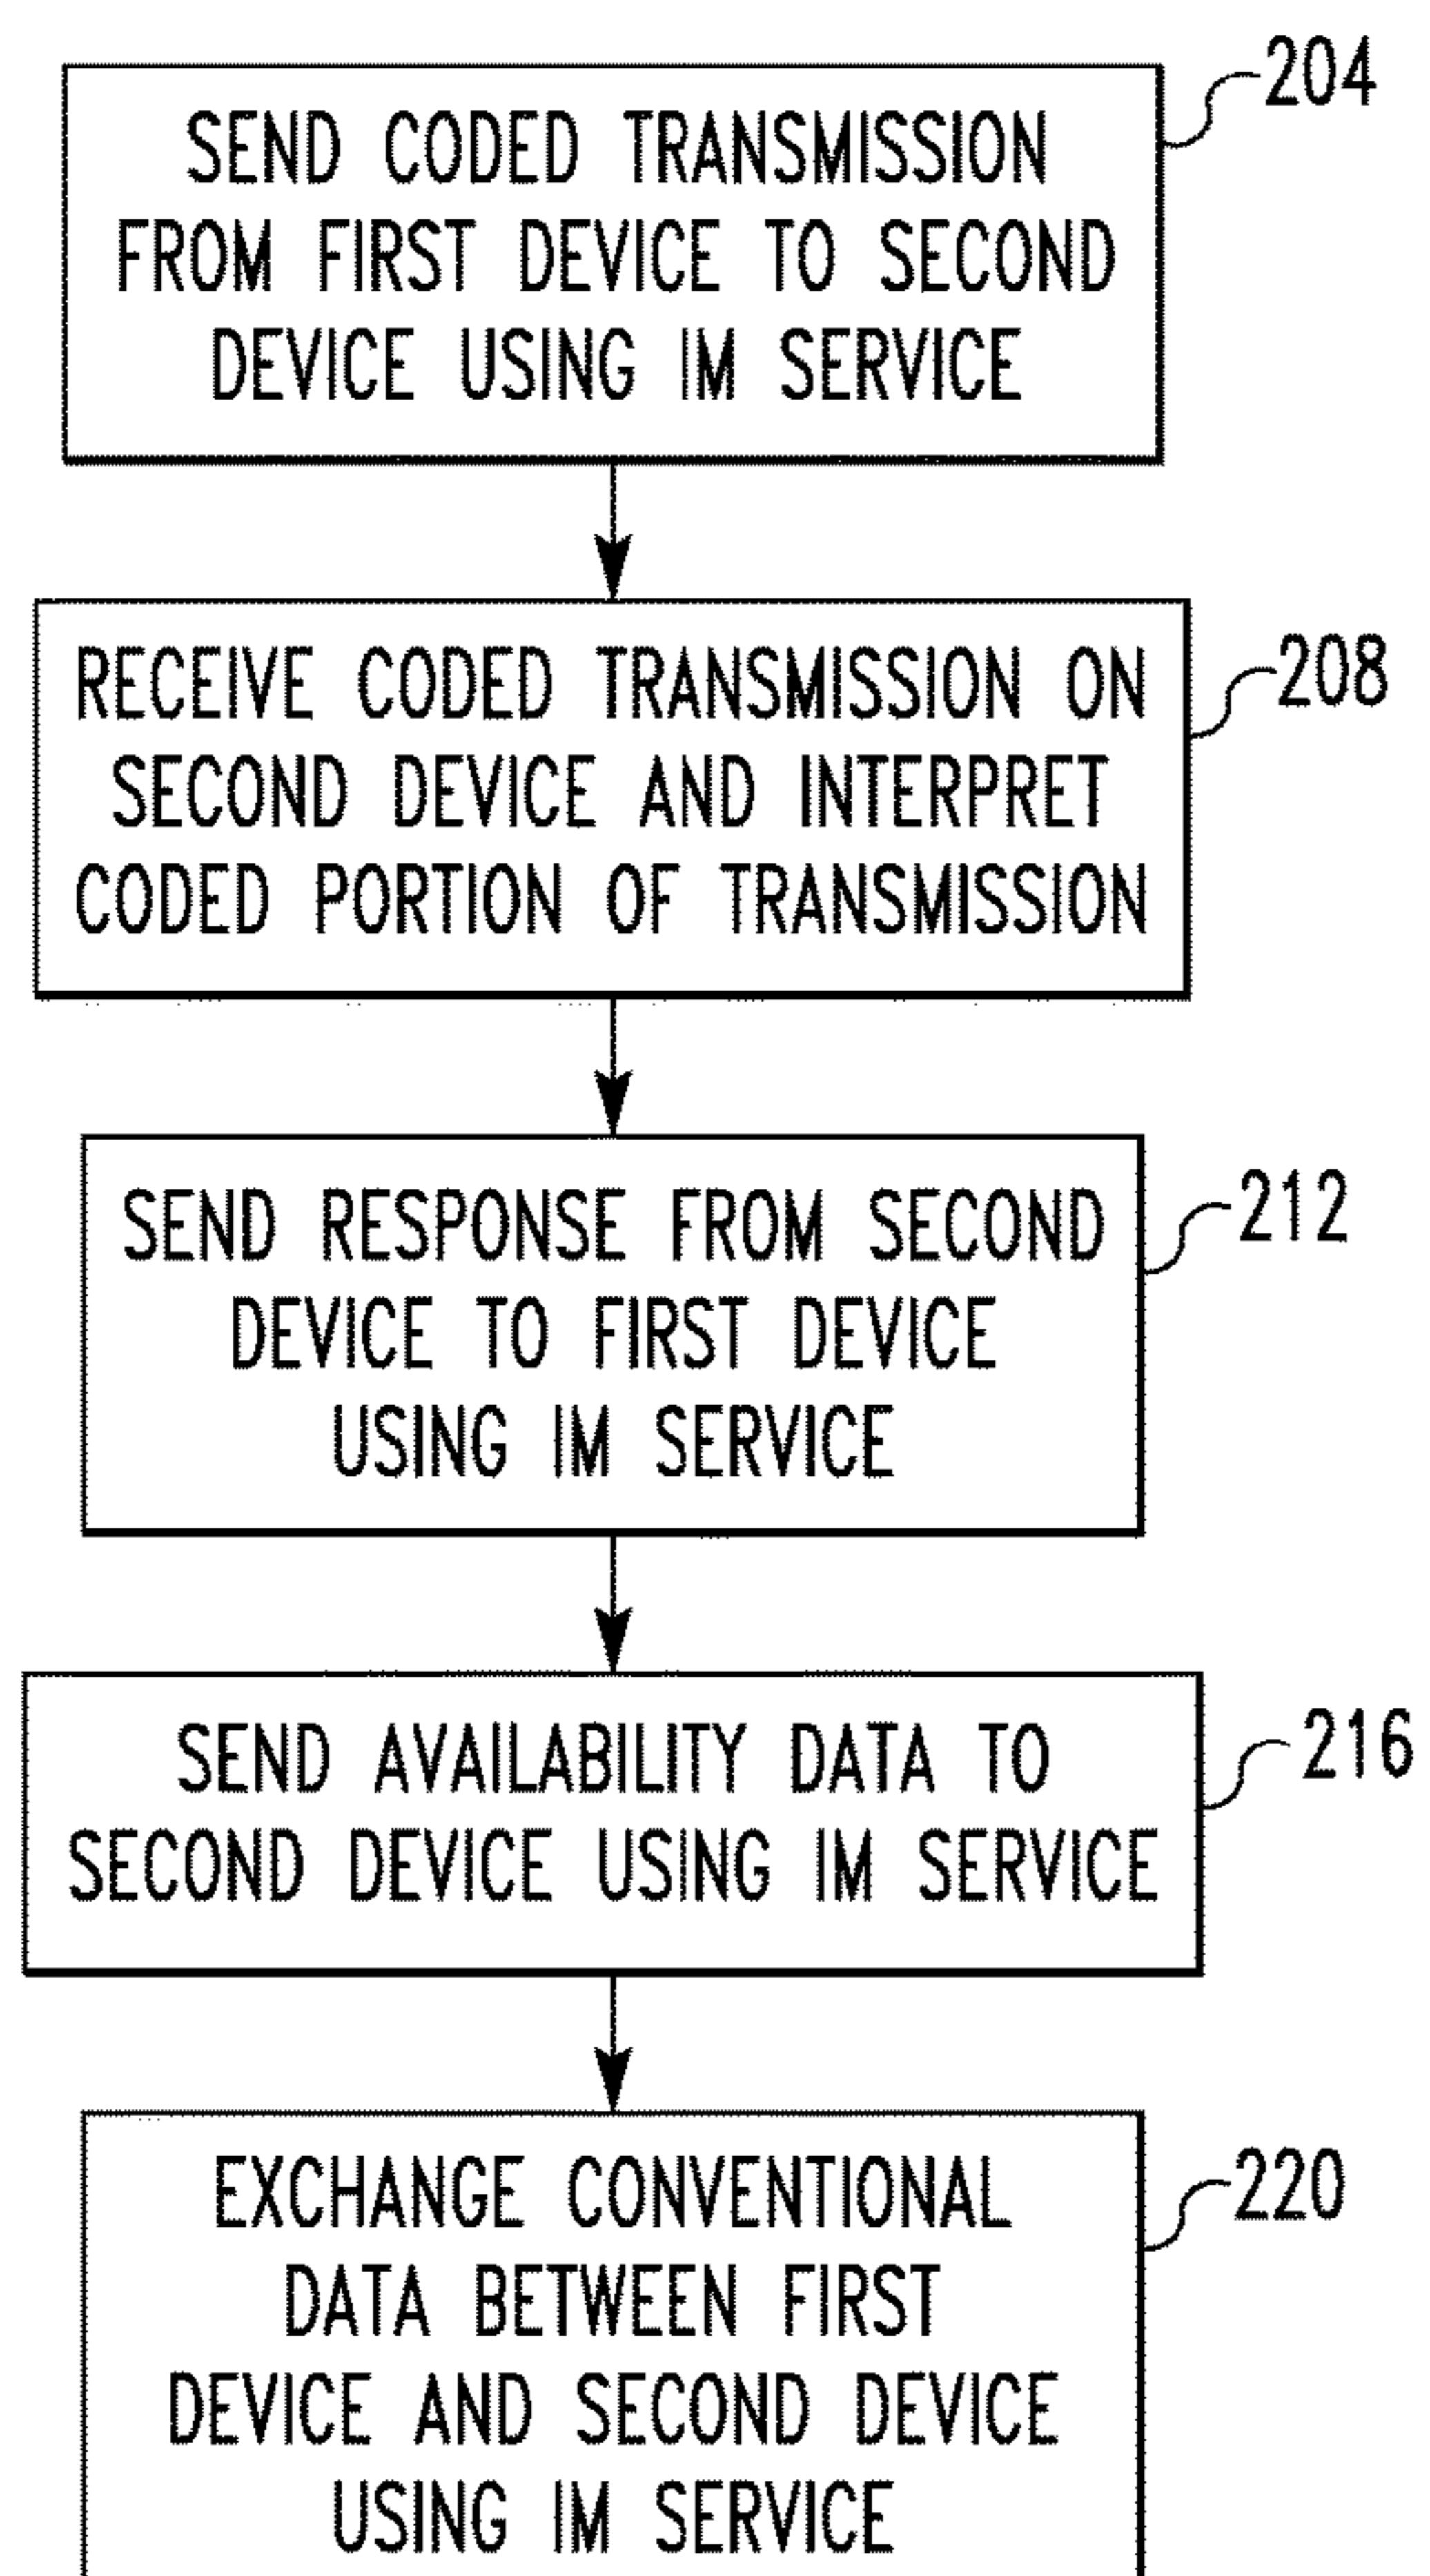 204
SEND CODED TRANSMISSION
FROM FIRST DEVICE TO SECOND
DEVICE USING IM SERVICE
208
RECEIVE CODED TRANSMISSION ON
SECOND DEVICE AND INTERPRET
CODED PORTION OF TRANSMISSION
212
SEND RESPONSE FROM SECOND
DEVICE TO FIRST DEVICE
USING IM SERVICE
216
SEND AVAILABILITY DATA TO
SECOND DEVICE USING IM SERVICE
220
EXCHANGE CONVENTIONAL
DATA BETWEEN FIRST
DEVICE AND SECOND DEVICE
USING IM SERVICE